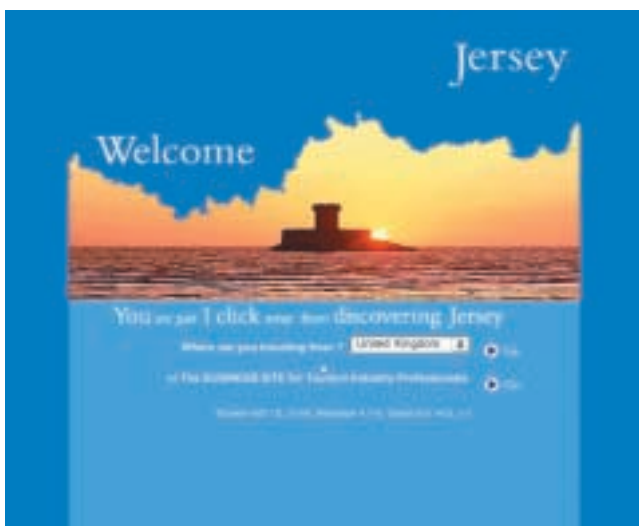 Jersey
Welcome
You are just 1 click away from discovering Jersey
Where are you travelling from ? United Kingdom Go
or The BUSINESS SITE for Tourism Industry Professionals Go